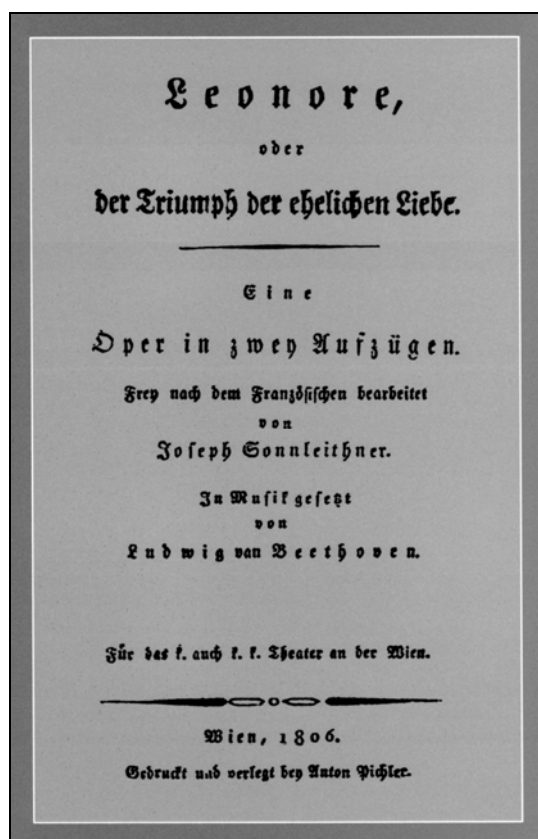 Leonore,
oder
der Triumph der ehelichen Liebe.
Eine
Oper in zwey Aufzügen.
Frey nach dem Französischen bearbeitet
von
Joseph Sonnleithner.
In Musik gesetzt
von
Ludwig van Beethoven.
Für das k. auch k. k. Theater an der Wien.
Wien, 1806.
Gedruckt und verlegt bey Anton Pichler.